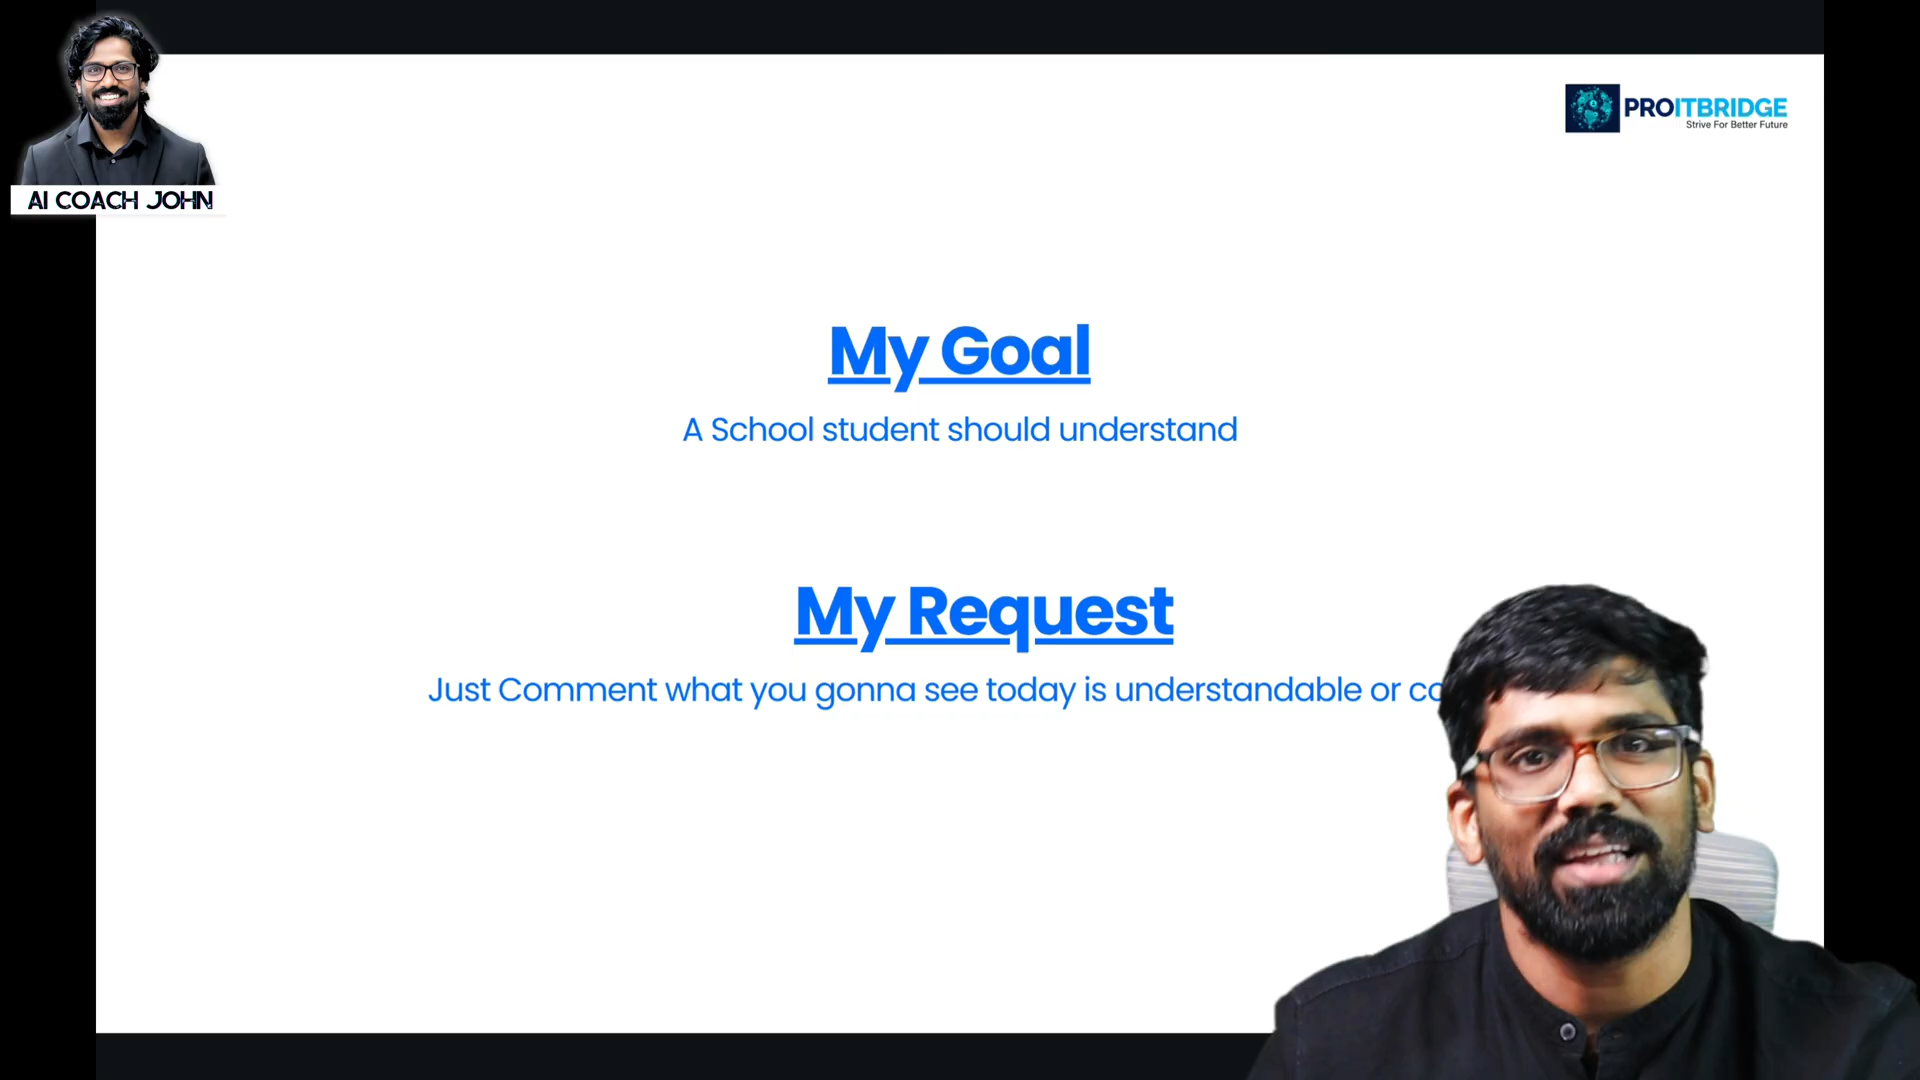 AI COACH JOHN
PROITBRIDGE
Strive For Better Future
My Goal
A School student should understand
My Request
Just Comment what you gonna see today is understandable or